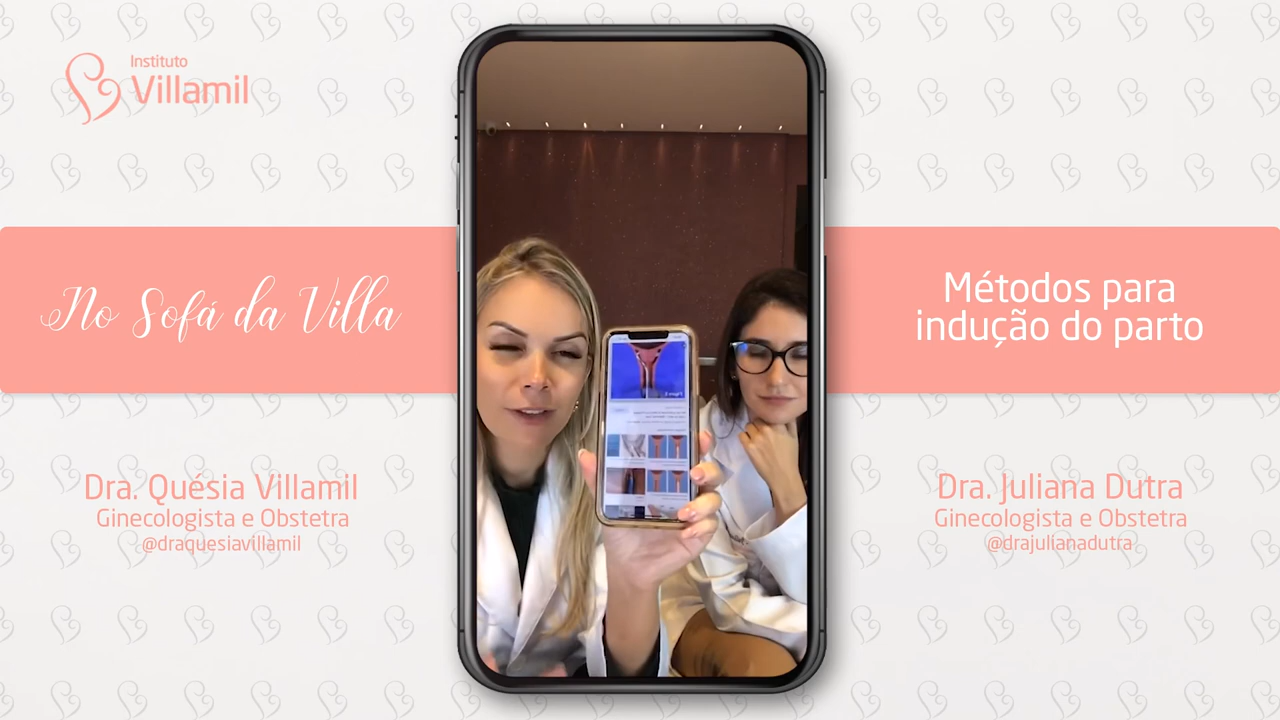 Instituto
Villamil
No Sofá da Villa
Métodos para
indução do parto
Dra. Quésia Villamil
Ginecologista e Obstetra
@draquesiavillamil
Dra. Juliana Dutra
Ginecologista e Obstetra
@drajulianadutra